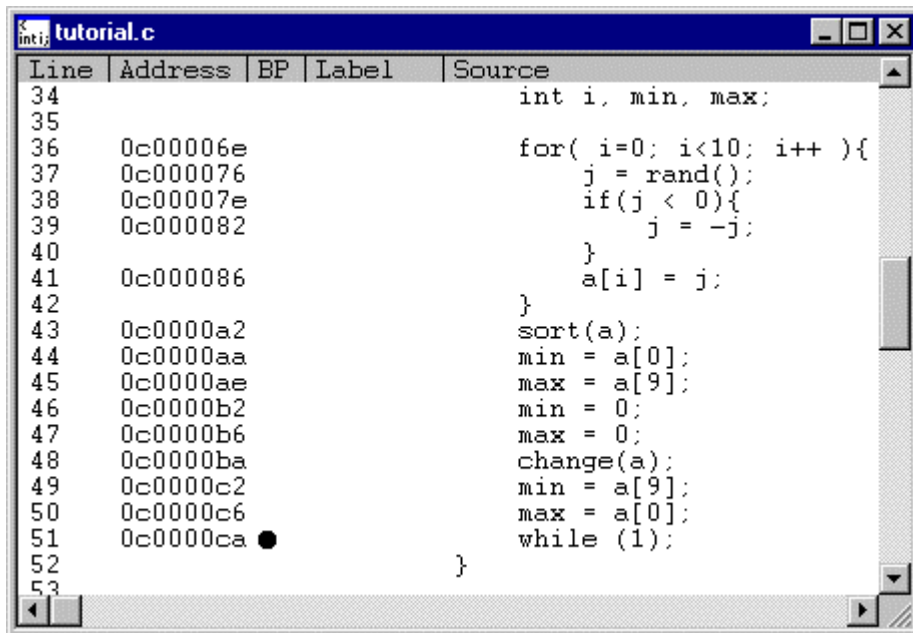 tutorial.c
Line Address BP Label Source
34 int i, min, max;
35
36 0c00006e for( i=0; i<10; i++ ){
37 0c000076 j = rand();
38 0c00007e if(j < 0){
39 0c000082 j = -j;
40 }
41 0c000086 a[i] = j;
42 }
43 0c0000a2 sort(a);
44 0c0000aa min = a[0];
45 0c0000ae max = a[9];
46 0c0000b2 min = 0;
47 0c0000b6 max = 0;
48 0c0000ba change(a);
49 0c0000c2 min = a[9];
50 0c0000c6 max = a[0];
51 0c0000ca ● while (1);
52 }
53